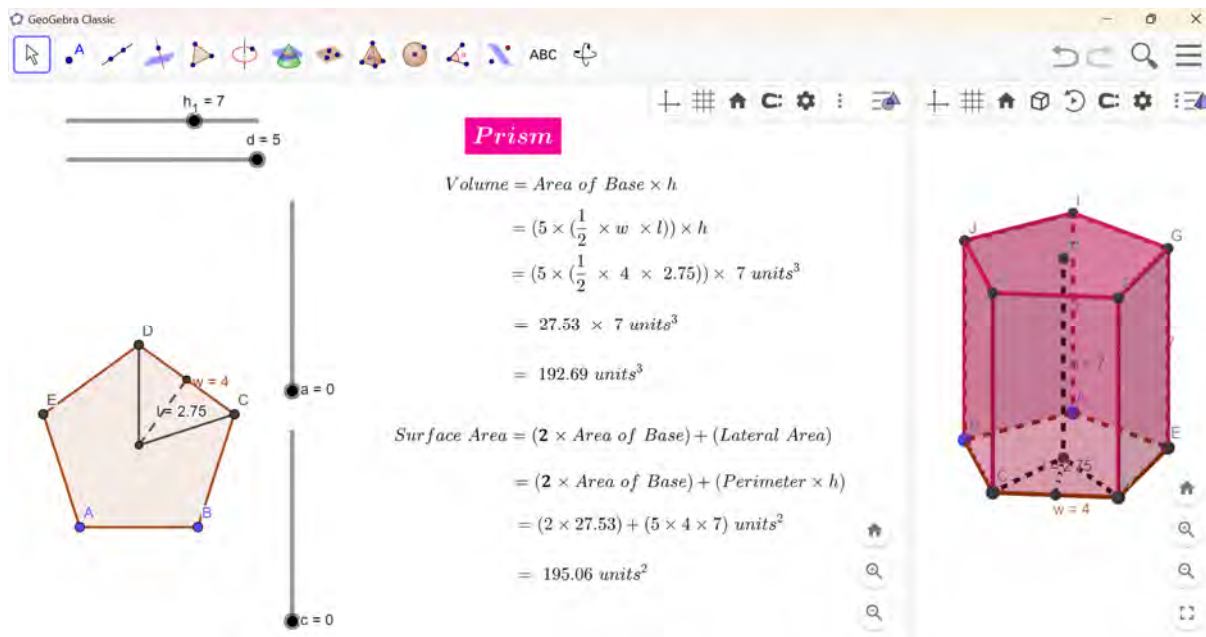 GeoGebra Classic
A
ABC
h₁ = 7
d = 5
a = 0
c = 0
D
w = 4
E
C
l= 2.75
A
B
Prism
Volume = Area of Base × h
= (5 × (1/2 × w × l)) × h
= (5 × (1/2 × 4 × 2.75)) × 7 units³
= 27.53 × 7 units³
= 192.69 units³
Surface Area = (2 × Area of Base) + (Lateral Area)
= (2 × Area of Base) + (Perimeter × h)
= (2 × 27.53) + (5 × 4 × 7) units²
= 195.06 units²
I
J
G
= 7
A
E
C
= 2.75
w = 4